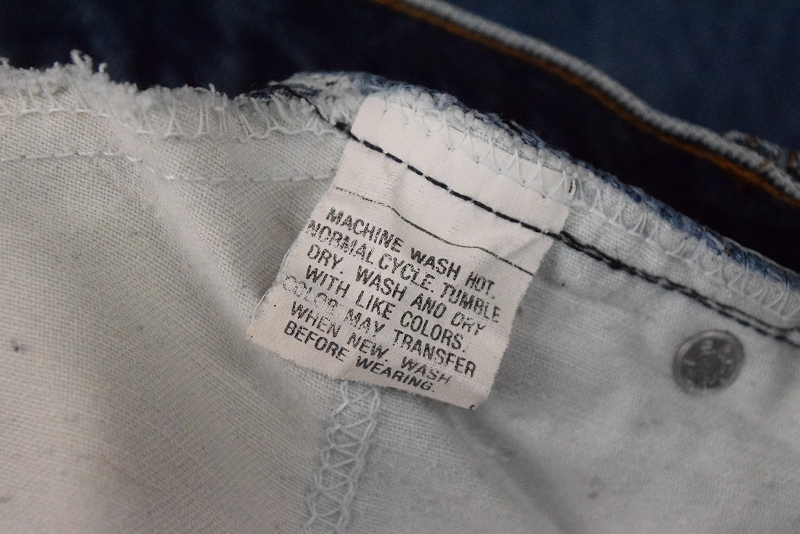 MACHINE WASH HOT.
NORMAL CYCLE. TUMBLE
DRY. WASH AND DRY
WITH LIKE COLORS.
COLOR MAY TRANSFER
WHEN NEW. WASH
BEFORE WEARING.